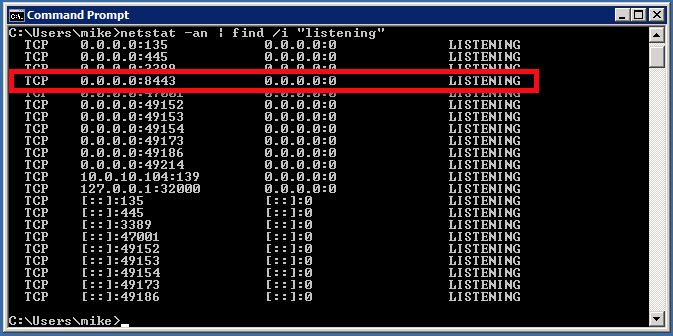 Command Prompt
C:\Users\mike>netstat -an | find /i "listening"
TCP 0.0.0.0:135 0.0.0.0:0 LISTENING
TCP 0.0.0.0:445 0.0.0.0:0 LISTENING
TCP 0.0.0.0:3389 0.0.0.0:0 LISTENING
TCP 0.0.0.0:8443 0.0.0.0:0 LISTENING
TCP 0.0.0.0:47001 0.0.0.0:0 LISTENING
TCP 0.0.0.0:49152 0.0.0.0:0 LISTENING
TCP 0.0.0.0:49153 0.0.0.0:0 LISTENING
TCP 0.0.0.0:49154 0.0.0.0:0 LISTENING
TCP 0.0.0.0:49173 0.0.0.0:0 LISTENING
TCP 0.0.0.0:49186 0.0.0.0:0 LISTENING
TCP 0.0.0.0:49214 0.0.0.0:0 LISTENING
TCP 10.0.10.104:139 0.0.0.0:0 LISTENING
TCP 127.0.0.1:32000 0.0.0.0:0 LISTENING
TCP [::]:135 [::]:0 LISTENING
TCP [::]:445 [::]:0 LISTENING
TCP [::]:3389 [::]:0 LISTENING
TCP [::]:47001 [::]:0 LISTENING
TCP [::]:49152 [::]:0 LISTENING
TCP [::]:49153 [::]:0 LISTENING
TCP [::]:49154 [::]:0 LISTENING
TCP [::]:49173 [::]:0 LISTENING
TCP [::]:49186 [::]:0 LISTENING
C:\Users\mike>_